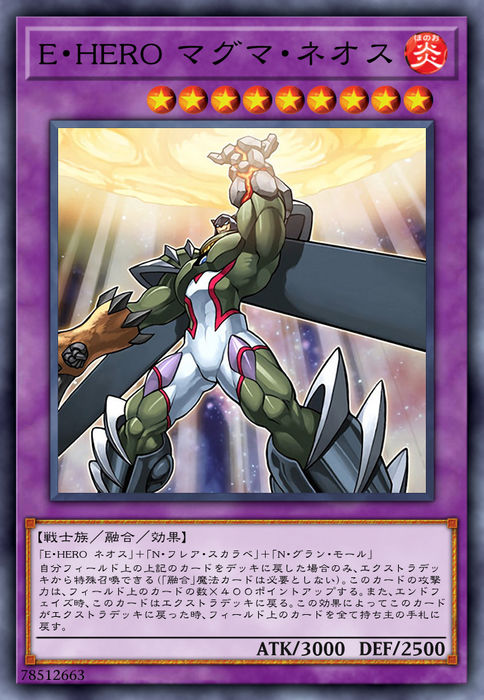 E・HERO マグマ・ネオス
ほのお
炎
【戦士族／融合／効果】
「E・HERO ネオス」＋「N・フレア・スカラベ」＋「N・グラン・モール」
自分フィールド上の上記のカードをデッキに戻した場合のみ、エクストラデッ
キから特殊召喚できる（「融合」魔法カードは必要としない）。このカードの攻撃
力は、フィールド上のカードの数×４００ポイントアップする。また、エンドフ
ェイズ時、このカードはエクストラデッキに戻る。この効果によってこのカード
がエクストラデッキに戻った時、フィールド上のカードを全て持ち主の手札に
戻す。
ATK/3000 DEF/2500
78512663